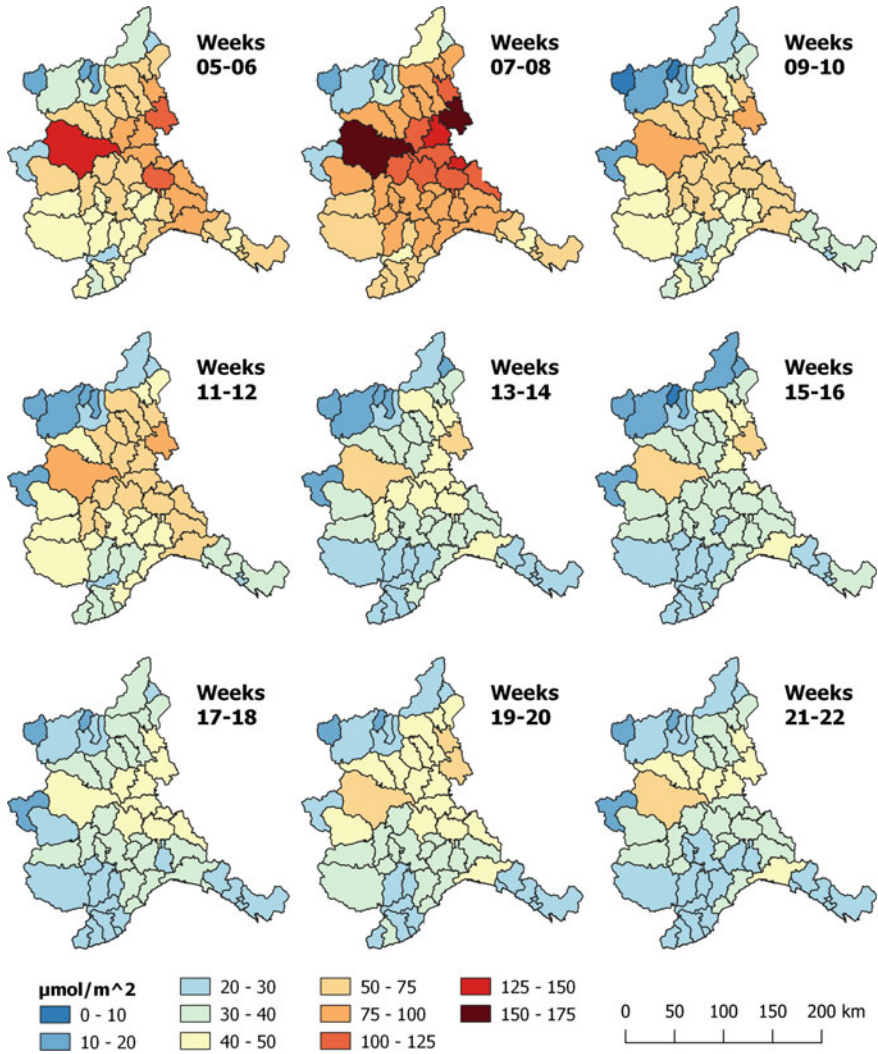 Weeks
05-06
Weeks
07-08
Weeks
09-10
Weeks
11-12
Weeks
13-14
Weeks
15-16
Weeks
17-18
Weeks
19-20
Weeks
21-22
µmol/m^2
0 - 10
10 - 20
20 - 30
30 - 40
40 - 50
50 - 75
75 - 100
100 - 125
125 - 150
150 - 175
0 50 100 150 200 km